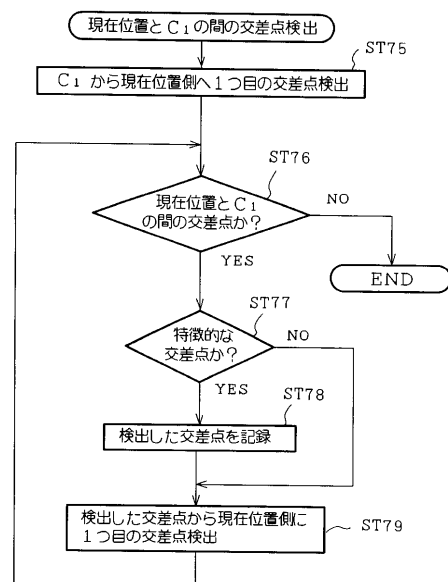 現在位置とC₁の間の交差点検出
ST75
C₁から現在位置側へ1つ目の交差点検出
ST76
現在位置とC₁
の間の交差点か?
NO
YES
END
ST77
特徴的な
交差点か?
NO
YES
ST78
検出した交差点を記録
検出した交差点から現在位置側に
1つ目の交差点検出
ST79